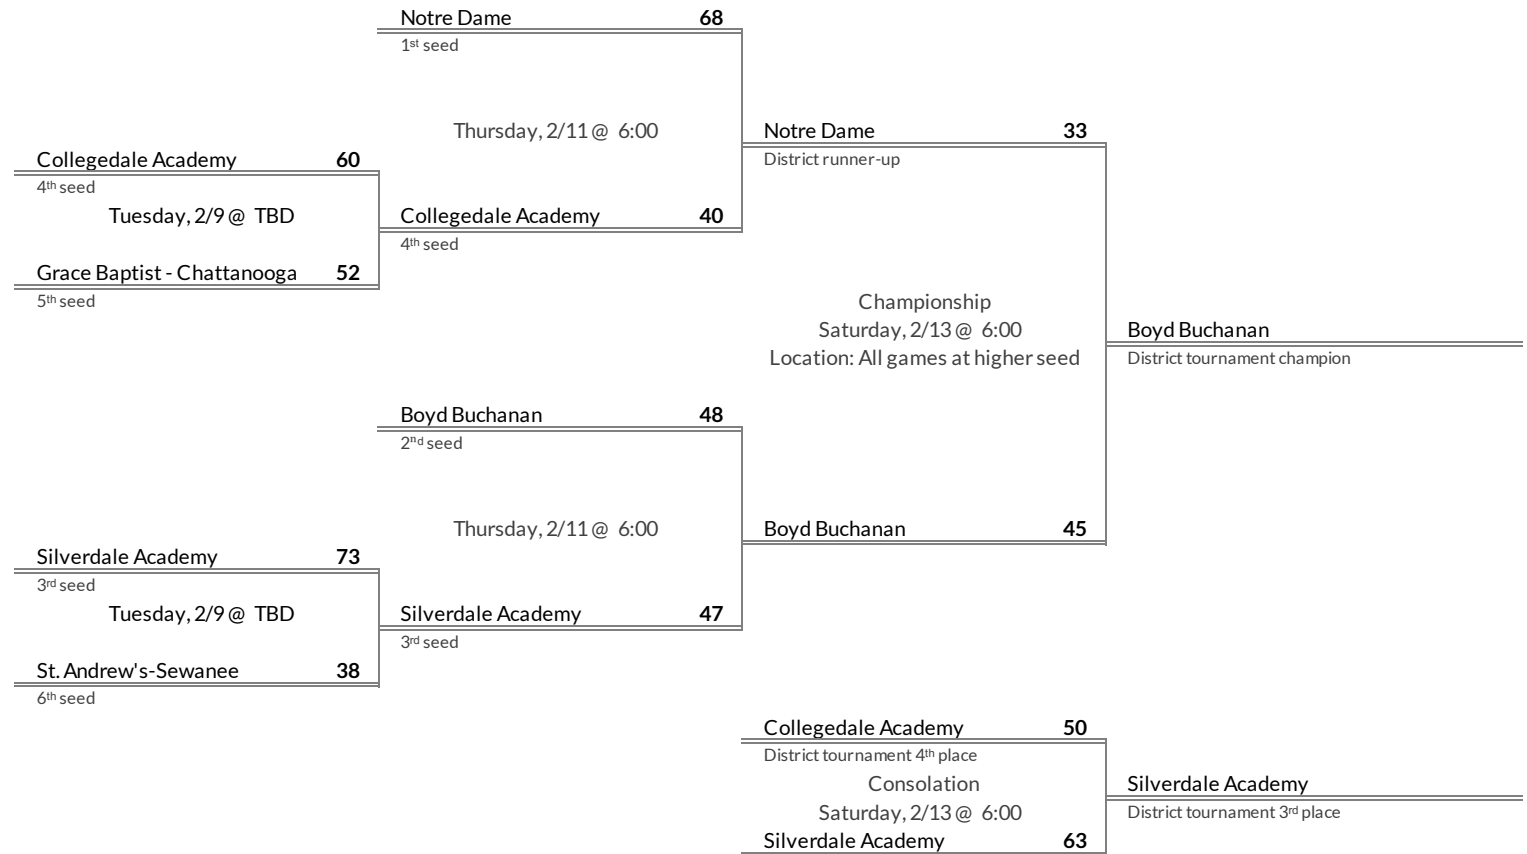 Notre Dame 68
1st seed
Thursday, 2/11 @ 6:00
Notre Dame 33
District runner-up
Collegedale Academy 60
4th seed
Tuesday, 2/9 @ TBD
Collegedale Academy 40
4th seed
Grace Baptist - Chattanooga 52
5th seed
Championship
Saturday, 2/13 @ 6:00
Location: All games at higher seed
Boyd Buchanan
District tournament champion
Boyd Buchanan 48
2nd seed
Thursday, 2/11 @ 6:00
Boyd Buchanan 45
Silverdale Academy 73
3rd seed
Tuesday, 2/9 @ TBD
Silverdale Academy 47
3rd seed
St. Andrew's-Sewanee 38
6th seed
Collegedale Academy 50
District tournament 4th place
Consolation
Saturday, 2/13 @ 6:00
Silverdale Academy
District tournament 3rd place
Silverdale Academy 63